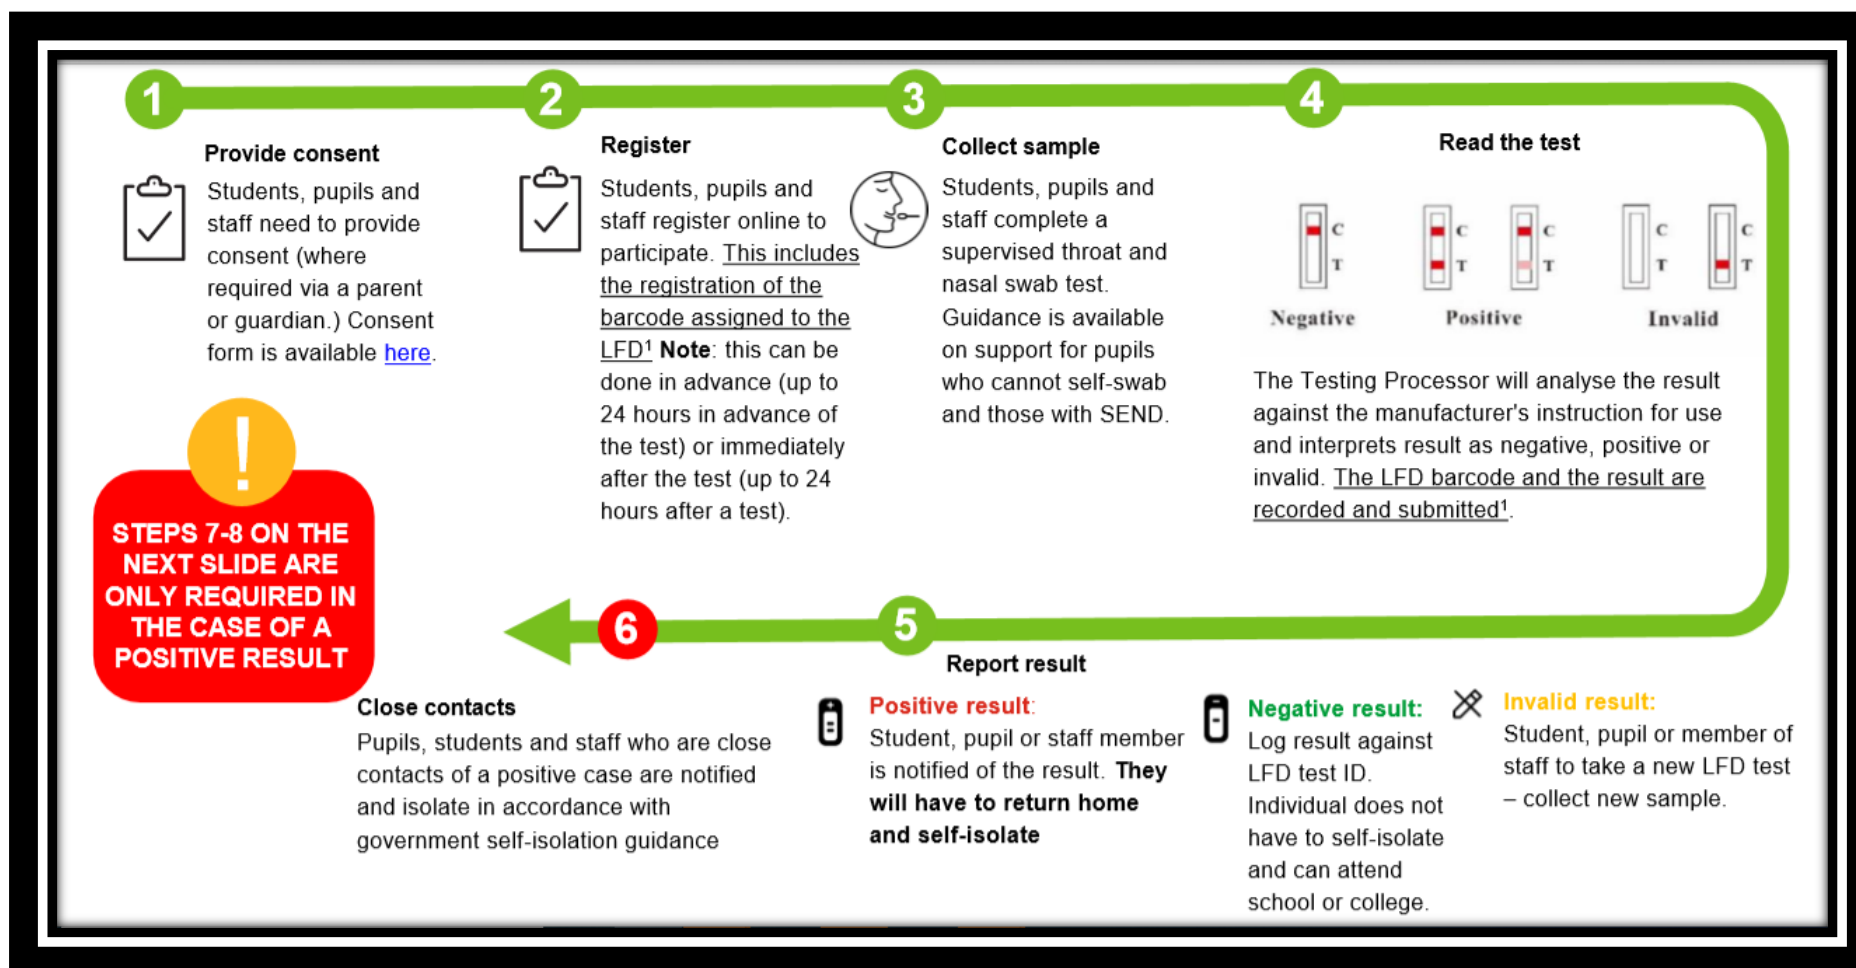 1
2
3
4
Provide consent
Students, pupils and
staff need to provide
consent (where
required via a parent
or guardian.) Consent
form is available here.
Register
Students, pupils and
staff register online to
participate. This includes
the registration of the
barcode assigned to the
LFD¹ Note: this can be
done in advance (up to
24 hours in advance of
the test) or immediately
after the test (up to 24
hours after a test).
Collect sample
Students, pupils and
staff complete a
supervised throat and
nasal swab test.
Guidance is available
on support for pupils
who cannot self-swab
and those with SEND.
Read the test
C
T
Negative
C
T
C
T
Positive
C
T
C
T
Invalid
The Testing Processor will analyse the result
against the manufacturer's instruction for use
and interprets result as negative, positive or
invalid. The LFD barcode and the result are
recorded and submitted¹.
!
STEPS 7-8 ON THE
NEXT SLIDE ARE
ONLY REQUIRED IN
THE CASE OF A
POSITIVE RESULT
5
Report result
Positive result:
Student, pupil or staff member
is notified of the result. They
will have to return home
and self-isolate
Negative result:
Log result against
LFD test ID.
Individual does not
have to self-isolate
and can attend
school or college.
Invalid result:
Student, pupil or member of
staff to take a new LFD test
– collect new sample.
6
Close contacts
Pupils, students and staff who are close
contacts of a positive case are notified
and isolate in accordance with
government self-isolation guidance